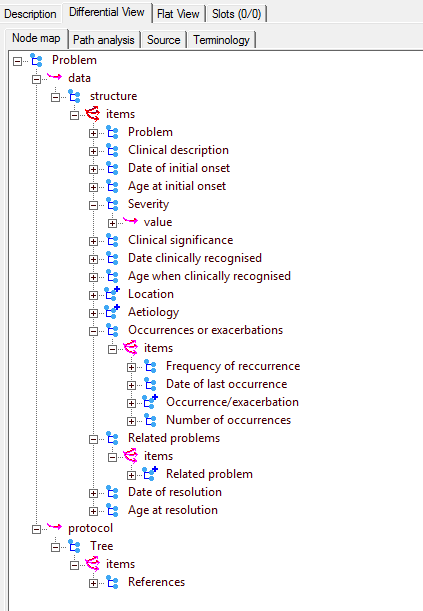 Description Differential View Flat View Slots (0/0)
Node map Path analysis Source Terminology
Problem
data
structure
items
Problem
Clinical description
Date of initial onset
Age at initial onset
Severity
value
Clinical significance
Date clinically recognised
Age when clinically recognised
Location
Aetiology
Occurrences or exacerbations
items
Frequency of reccurrence
Date of last occurrence
Occurrence/exacerbation
Number of occurrences
Related problems
items
Related problem
Date of resolution
Age at resolution
protocol
Tree
items
References